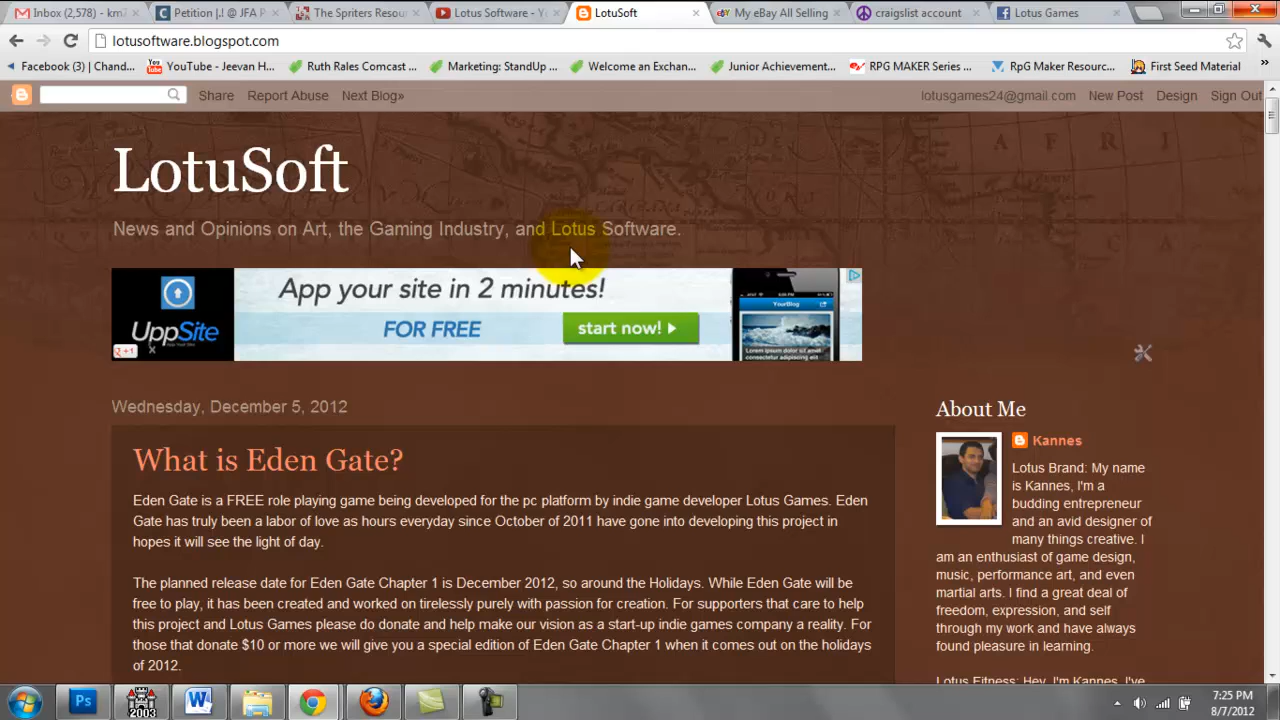 Inbox (2,578) - km
Petition |.| @ JFA P
The Spriters Resou
Lotus Software - Yo
LotuSoft
My eBay All Selling
craigslist account
Lotus Games
lotusoftware.blogspot.com
Facebook (3) | Chand...
YouTube - Jeevan H...
Ruth Rales Comcast ...
Marketing: StandUp ...
Welcome an Exchan...
Junior Achievement...
RPG MAKER Series ...
RpG Maker Resourc...
First Seed Material
»
Share Report Abuse Next Blog»
lotusgames24@gmail.com New Post Design Sign Out
LotuSoft
News and Opinions on Art, the Gaming Industry, and Lotus Software.
UppSite
App your site in 2 minutes!
FOR FREE
start now!
YourBlog
+1
Wednesday, December 5, 2012
What is Eden Gate?
Eden Gate is a FREE role playing game being developed for the pc platform by indie game developer Lotus Games. Eden
Gate has truly been a labor of love as hours everyday since October of 2011 have gone into developing this project in
hopes it will see the light of day.
The planned release date for Eden Gate Chapter 1 is December 2012, so around the Holidays. While Eden Gate will be
free to play, it has been created and worked on tirelessly purely with passion for creation. For supporters that care to help
this project and Lotus Games please do donate and help make our vision as a start-up indie games company a reality. For
those that donate $10 or more we will give you a special edition of Eden Gate Chapter 1 when it comes out on the holidays
of 2012.
About Me
Kannes
Lotus Brand: My name
is Kannes, I'm a
budding entrepreneur
and an avid designer of
many things creative. I
am an enthusiast of game design,
music, performance art, and even
martial arts. I find a great deal of
freedom, expression, and self
through my work and have always
found pleasure in learning.
Lotus Fitness: Hey, I'm Kannes, I've
Ps
2003
W
7:25 PM
8/7/2012